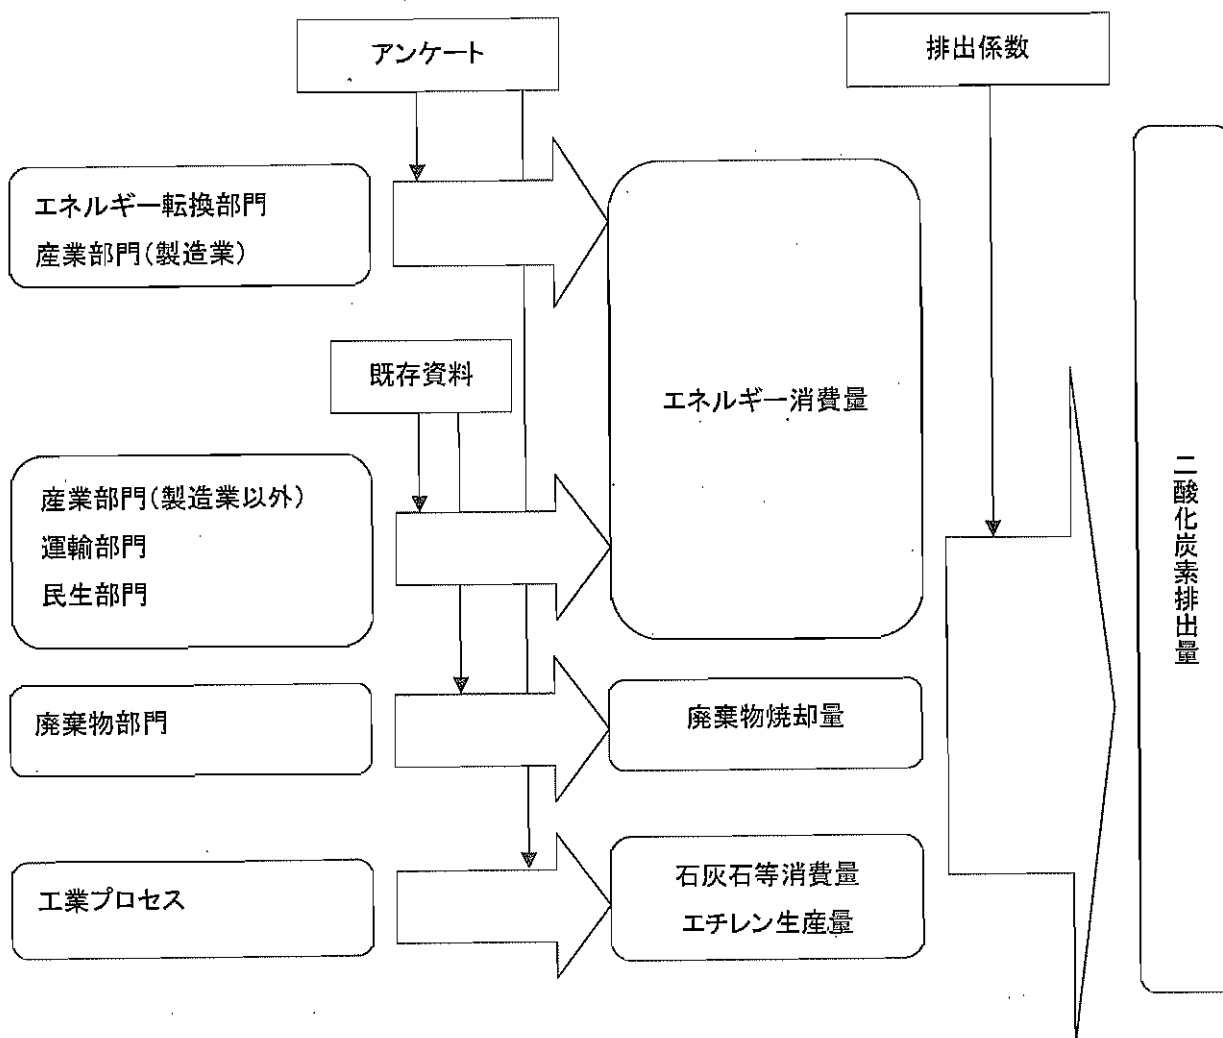 アンケート
排出係数
エネルギー転換部門
産業部門(製造業)
既存資料
エネルギー消費量
産業部門(製造業以外)
運輸部門
民生部門
二酸化炭素排出量
廃棄物部門
廃棄物焼却量
工業プロセス
石灰石等消費量
エチレン生産量